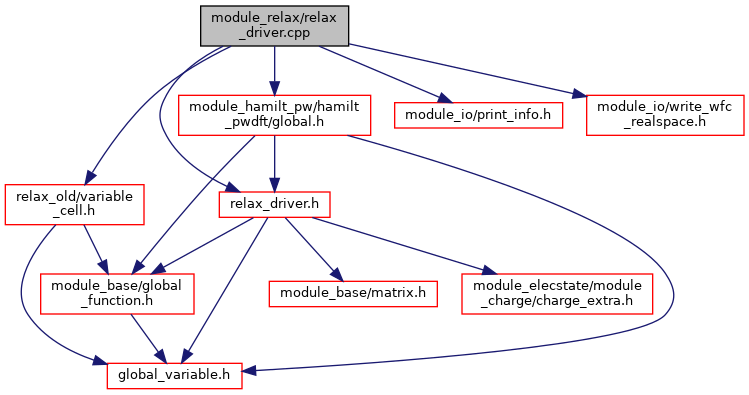 module_relax/relax
_driver.cpp
module_hamilt_pw/hamilt
_pwdft/global.h
module_io/print_info.h
module_io/write_wfc
_realspace.h
relax_old/variable
_cell.h
relax_driver.h
module_base/global
_function.h
module_base/matrix.h
module_elecstate/module
_charge/charge_extra.h
global_variable.h